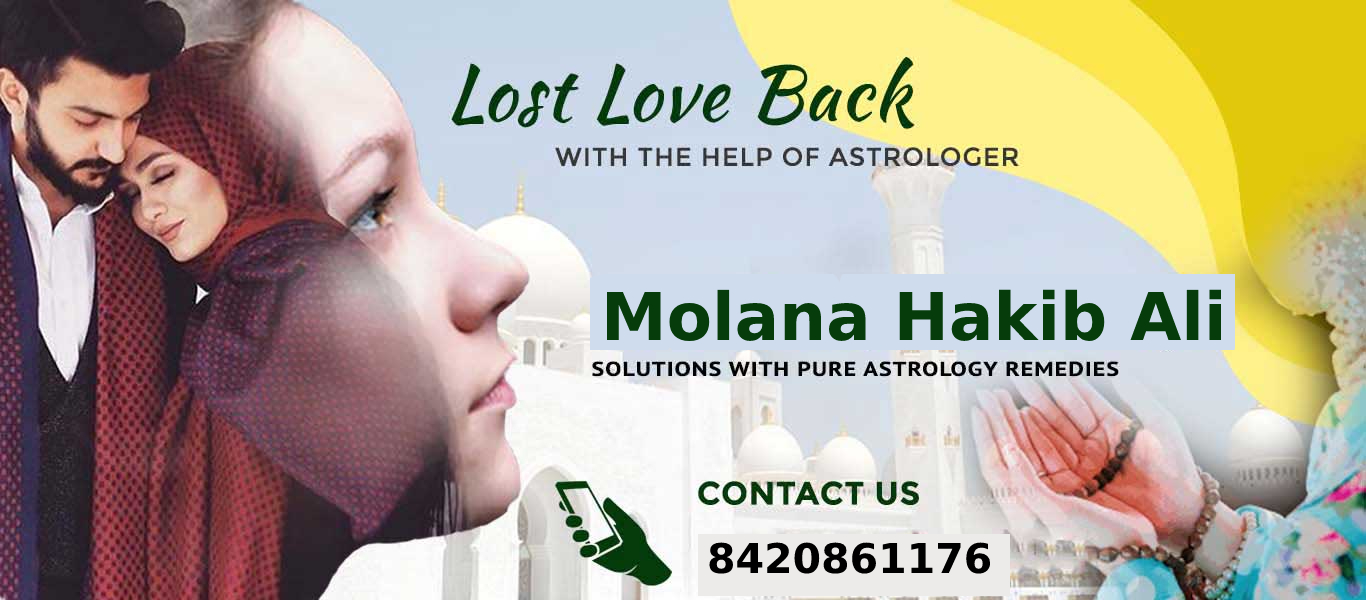 Lost Love Back
WITH THE HELP OF ASTROLOGER
Molana Hakib Ali
SOLUTIONS WITH PURE ASTROLOGY REMEDIES
CONTACT US
8420861176